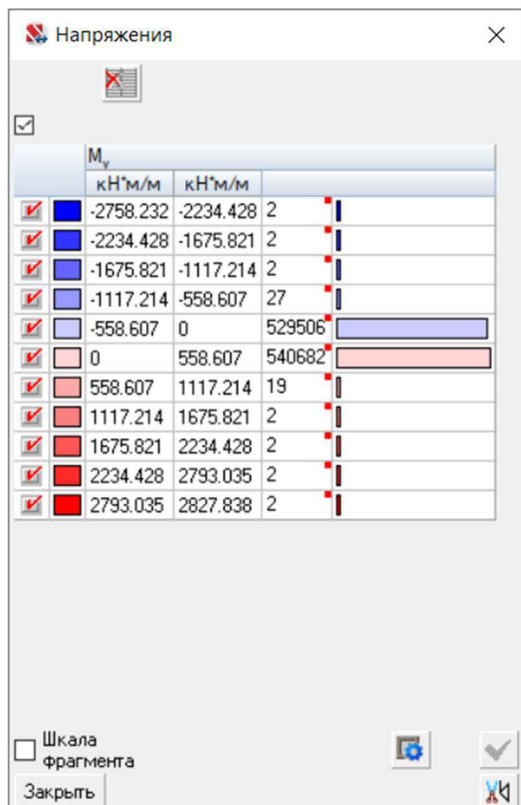 Напряжения
My
кН*м/м кН*м/м
-2758.232 -2234.428 2
-2234.428 -1675.821 2
-1675.821 -1117.214 2
-1117.214 -558.607 27
-558.607 0 529506
0 558.607 540682
558.607 1117.214 19
1117.214 1675.821 2
1675.821 2234.428 2
2234.428 2793.035 2
2793.035 2827.838 2
Шкала
фрагмента
Закрыть